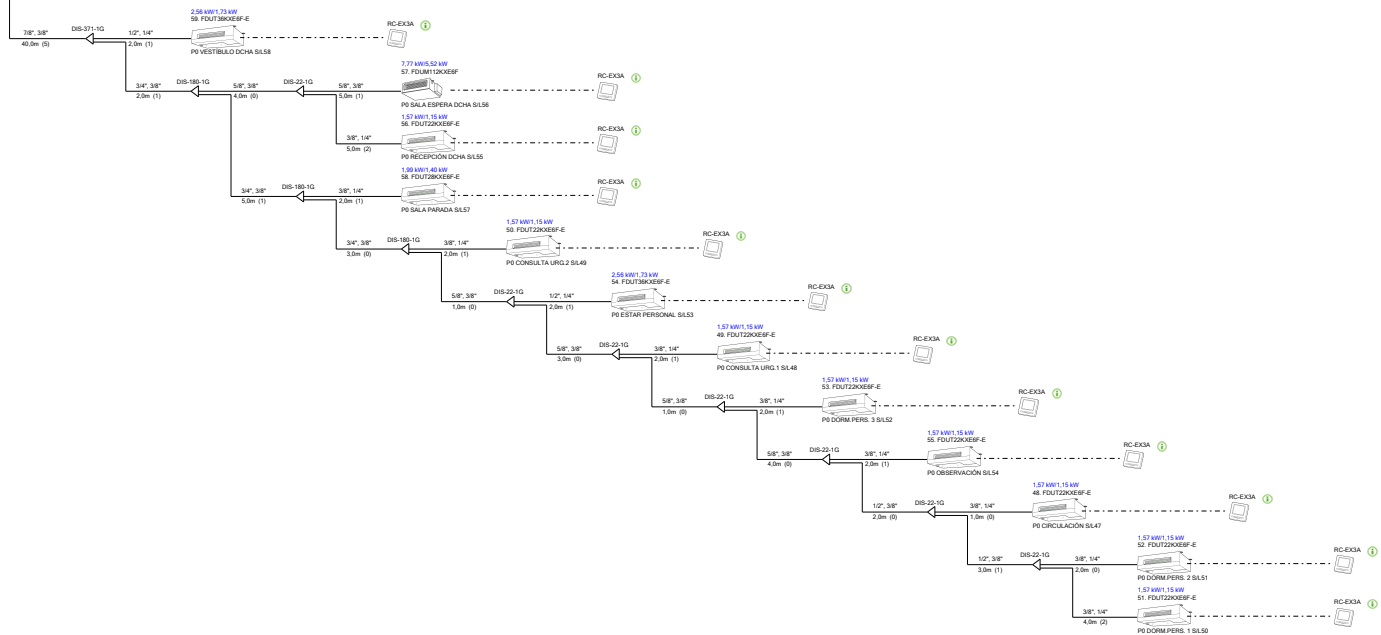 2,56 kW/1,73 kW
59. FDUT36KXE6F-E
RC-EX3A
7/8", 3/8"
DIS-371-1G
1/2", 1/4"
40,0m (5)
2,0m (1)
P0 VESTÍBULO DCHA S/L58
7,77 kW/5,52 kW
57. FDUM112KXE6F
RC-EX3A
3/4", 3/8"
DIS-180-1G
5/8", 3/8"
DIS-22-1G
5/8", 3/8"
2,0m (1)
4,0m (0)
5,0m (1)
P0 SALA ESPERA DCHA S/L56
1,57 kW/1,15 kW
56. FDUT22KXE6F-E
RC-EX3A
3/8", 1/4"
5,0m (2)
P0 RECEPCIÓN DCHA S/L55
1,99 kW/1,40 kW
58. FDUT28KXE6F-E
RC-EX3A
3/4", 3/8"
DIS-180-1G
3/8", 1/4"
5,0m (1)
2,0m (1)
P0 SALA PARADA S/L57
1,57 kW/1,15 kW
50. FDUT22KXE6F-E
RC-EX3A
3/4", 3/8"
DIS-180-1G
3/8", 1/4"
3,0m (0)
2,0m (1)
P0 CONSULTA URG.2 S/L49
2,56 kW/1,73 kW
54. FDUT36KXE6F-E
RC-EX3A
5/8", 3/8"
DIS-22-1G
1/2", 1/4"
1,0m (0)
2,0m (1)
P0 ESTAR PERSONAL S/L53
1,57 kW/1,15 kW
49. FDUT22KXE6F-E
RC-EX3A
5/8", 3/8"
DIS-22-1G
3/8", 1/4"
3,0m (0)
2,0m (1)
P0 CONSULTA URG.1 S/L48
1,57 kW/1,15 kW
53. FDUT22KXE6F-E
RC-EX3A
5/8", 3/8"
DIS-22-1G
3/8", 1/4"
1,0m (0)
2,0m (1)
P0 DORM.PERS. 3 S/L52
1,57 kW/1,15 kW
55. FDUT22KXE6F-E
RC-EX3A
5/8", 3/8"
DIS-22-1G
3/8", 1/4"
4,0m (0)
2,0m (1)
P0 OBSERVACIÓN S/L54
1,57 kW/1,15 kW
48. FDUT22KXE6F-E
RC-EX3A
1/2", 3/8"
DIS-22-1G
3/8", 1/4"
2,0m (0)
1,0m (0)
P0 CIRCULACIÓN S/L47
1,57 kW/1,15 kW
52. FDUT22KXE6F-E
RC-EX3A
1/2", 3/8"
DIS-22-1G
3/8", 1/4"
3,0m (1)
2,0m (0)
P0 DORM.PERS. 2 S/L51
1,57 kW/1,15 kW
51. FDUT22KXE6F-E
RC-EX3A
3/8", 1/4"
4,0m (2)
P0 DORM.PERS. 1 S/L50